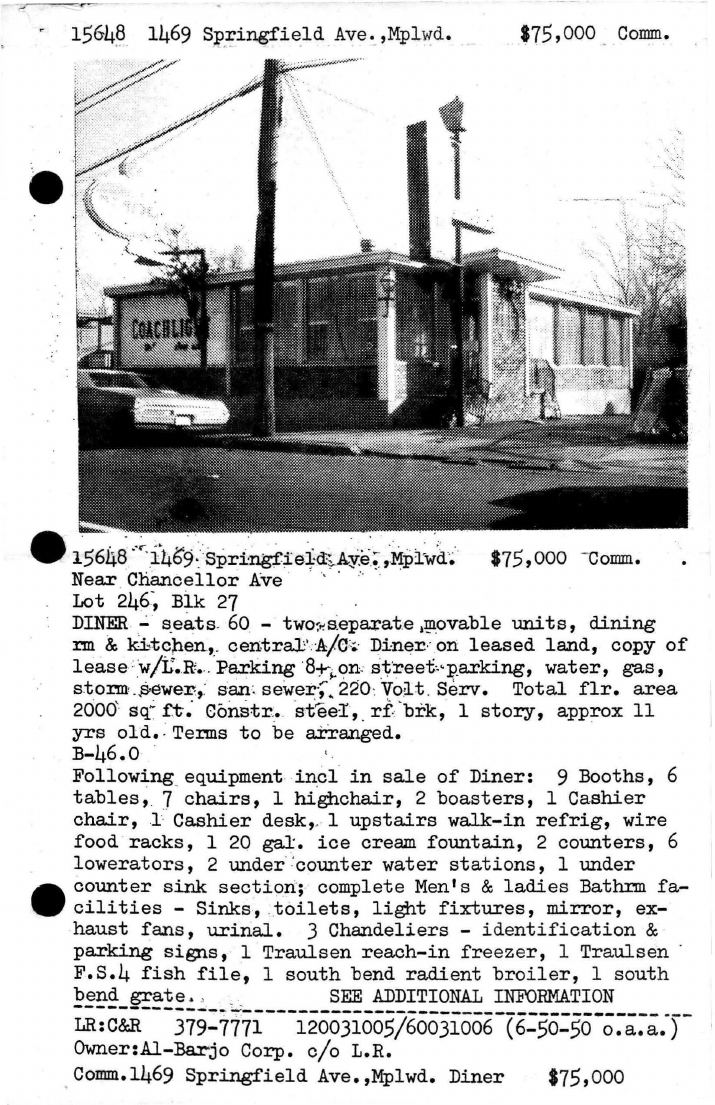 15648 1469 Springfield Ave.,Mplwd. $75,000 Comm.
COACHLIG
15648 1469 Springfield Ave.,Mplwd. $75,000 Comm.
Near Chancellor Ave
Lot 246, Blk 27
DINER - seats 60 - two separate movable units, dining
rm & kitchen, central A/C. Diner on leased land, copy of
lease w/L.R. Parking 8+, on street parking, water, gas,
storm sewer, san sewer, 220 Volt Serv. Total flr. area
2000 sq ft. Constr. steel, rf brk, 1 story, approx 11
yrs old. Terms to be arranged.
B-46.0
Following equipment incl in sale of Diner: 9 Booths, 6
tables, 7 chairs, 1 highchair, 2 boasters, 1 Cashier
chair, 1 Cashier desk, 1 upstairs walk-in refrig, wire
food racks, 1 20 gal. ice cream fountain, 2 counters, 6
lowerators, 2 under counter water stations, 1 under
counter sink section; complete Men's & ladies Bathrm fa-
cilities - Sinks, toilets, light fixtures, mirror, ex-
haust fans, urinal. 3 Chandeliers - identification &
parking signs, 1 Traulsen reach-in freezer, 1 Traulsen
F.S.4 fish file, 1 south bend radient broiler, 1 south
bend grate. SEE ADDITIONAL INFORMATION
LR:C&R 379-7771 120031005/60031006 (6-50-50 o.a.a.)
Owner:Al-Barjo Corp. c/o L.R.
Comm.1469 Springfield Ave.,Mplwd. Diner $75,000